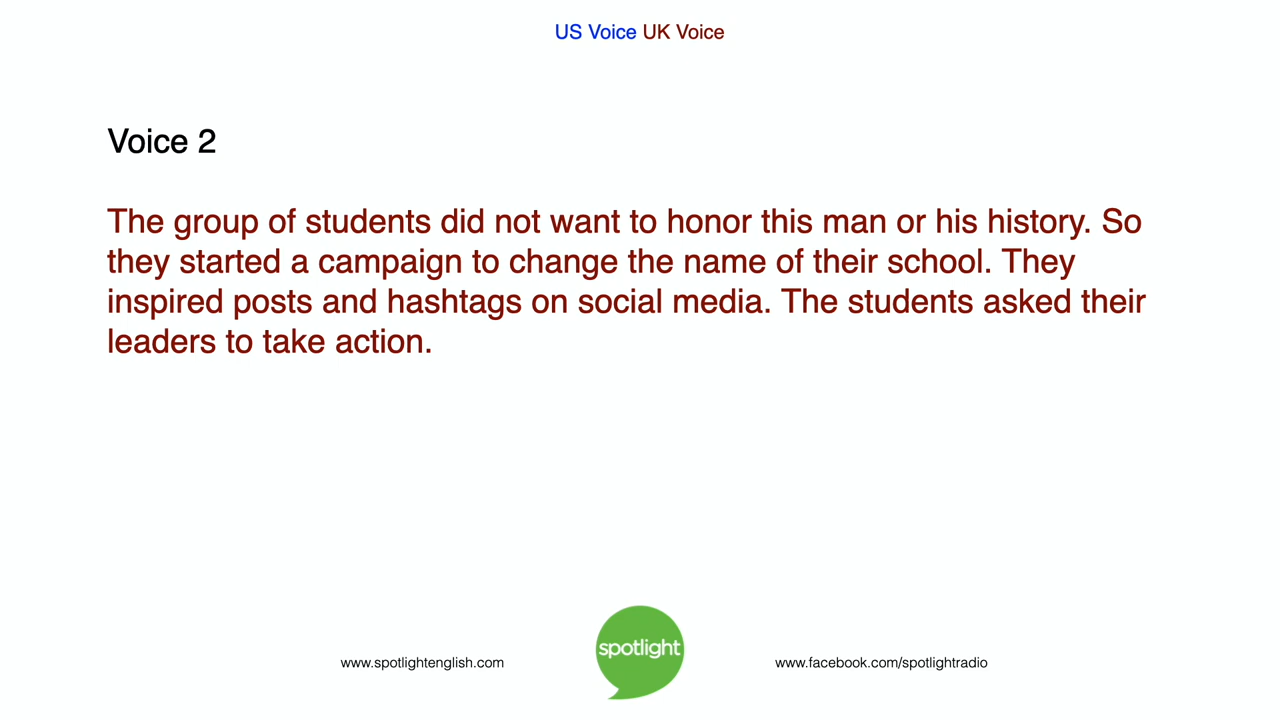 US Voice UK Voice
Voice 2
The group of students did not want to honor this man or his history. So
they started a campaign to change the name of their school. They
inspired posts and hashtags on social media. The students asked their
leaders to take action.
www.spotlightenglish.com
spotlight
www.facebook.com/spotlightradio